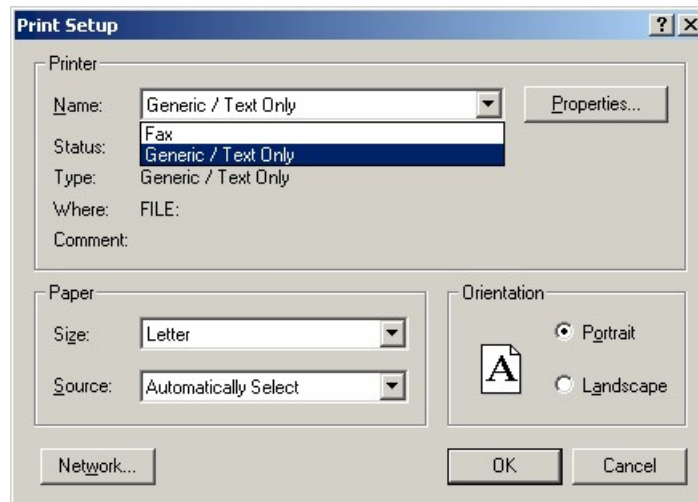 Print Setup
Printer
Name: Generic / Text Only Properties...
Fax
Status: Generic / Text Only
Type: Generic / Text Only
Where: FILE:
Comment:
Paper Orientation
Size: Letter Portrait
A
Source: Automatically Select Landscape
Network... OK Cancel